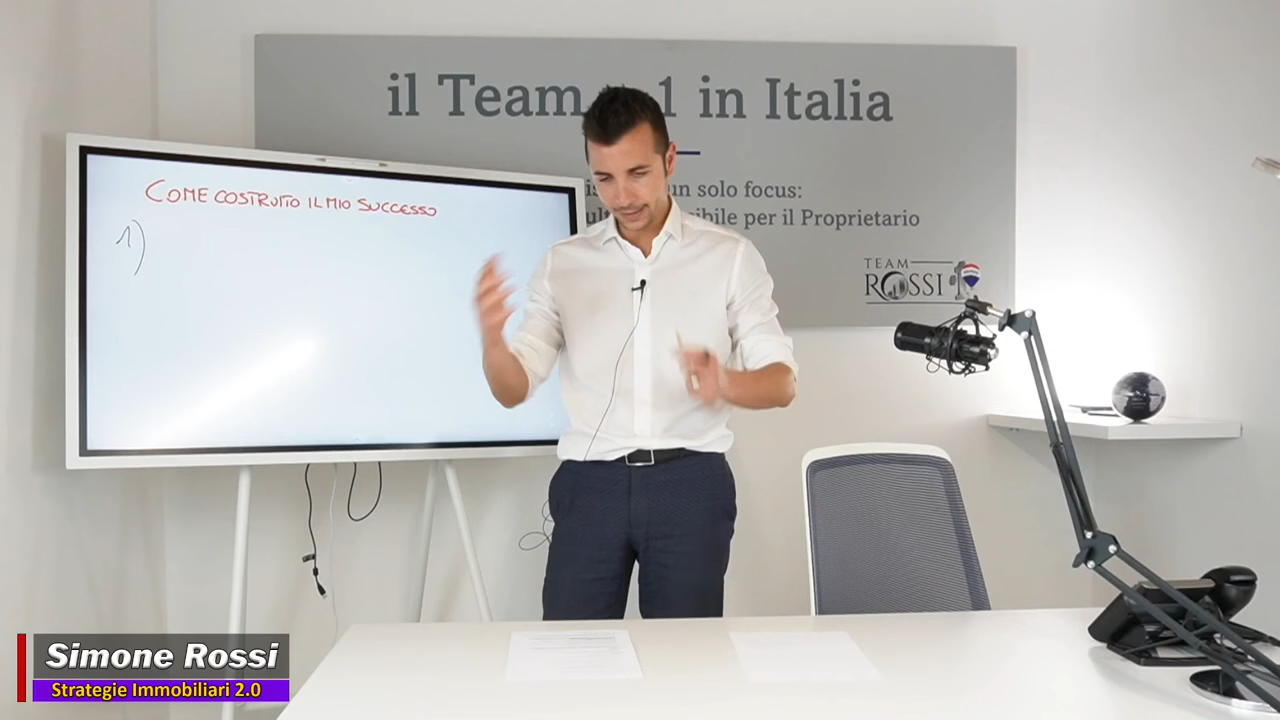 il Team 1 in Italia
un solo focus:
per il Proprietario
TEAM
ROSSI
COME COSTRUITO IL MIO SUCCESSO
1)
Simone Rossi
Strategie Immobiliari 2.0